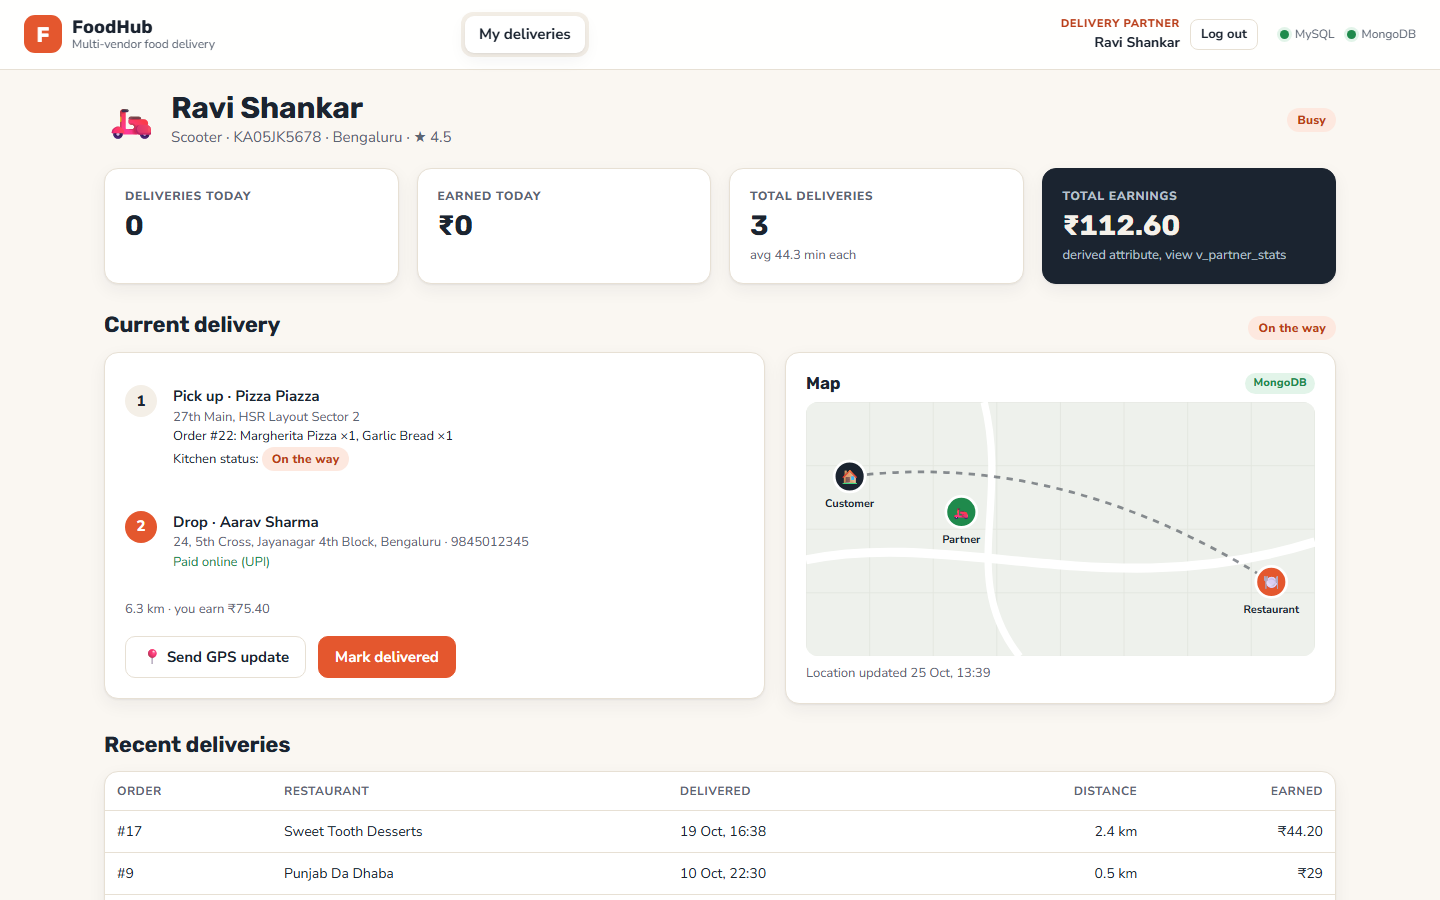 F
FoodHub
Multi-vendor food delivery
My deliveries
DELIVERY PARTNER
Ravi Shankar
Log out
MySQL
MongoDB
Ravi Shankar
Scooter · KA05JK5678 · Bengaluru · ★ 4.5
Busy
DELIVERIES TODAY
0
EARNED TODAY
₹0
TOTAL DELIVERIES
3
avg 44.3 min each
TOTAL EARNINGS
₹112.60
derived attribute, view v_partner_stats
Current delivery
On the way
1
Pick up · Pizza Piazza
27th Main, HSR Layout Sector 2
Order #22: Margherita Pizza ×1, Garlic Bread ×1
Kitchen status: On the way
2
Drop · Aarav Sharma
24, 5th Cross, Jayanagar 4th Block, Bengaluru · 9845012345
Paid online (UPI)
6.3 km · you earn ₹75.40
Send GPS update
Mark delivered
Map
MongoDB
Customer
Partner
Restaurant
Location updated 25 Oct, 13:39
Recent deliveries
ORDER RESTAURANT DELIVERED DISTANCE EARNED
#17 Sweet Tooth Desserts 19 Oct, 16:38 2.4 km ₹44.20
#9 Punjab Da Dhaba 10 Oct, 22:30 0.5 km ₹29